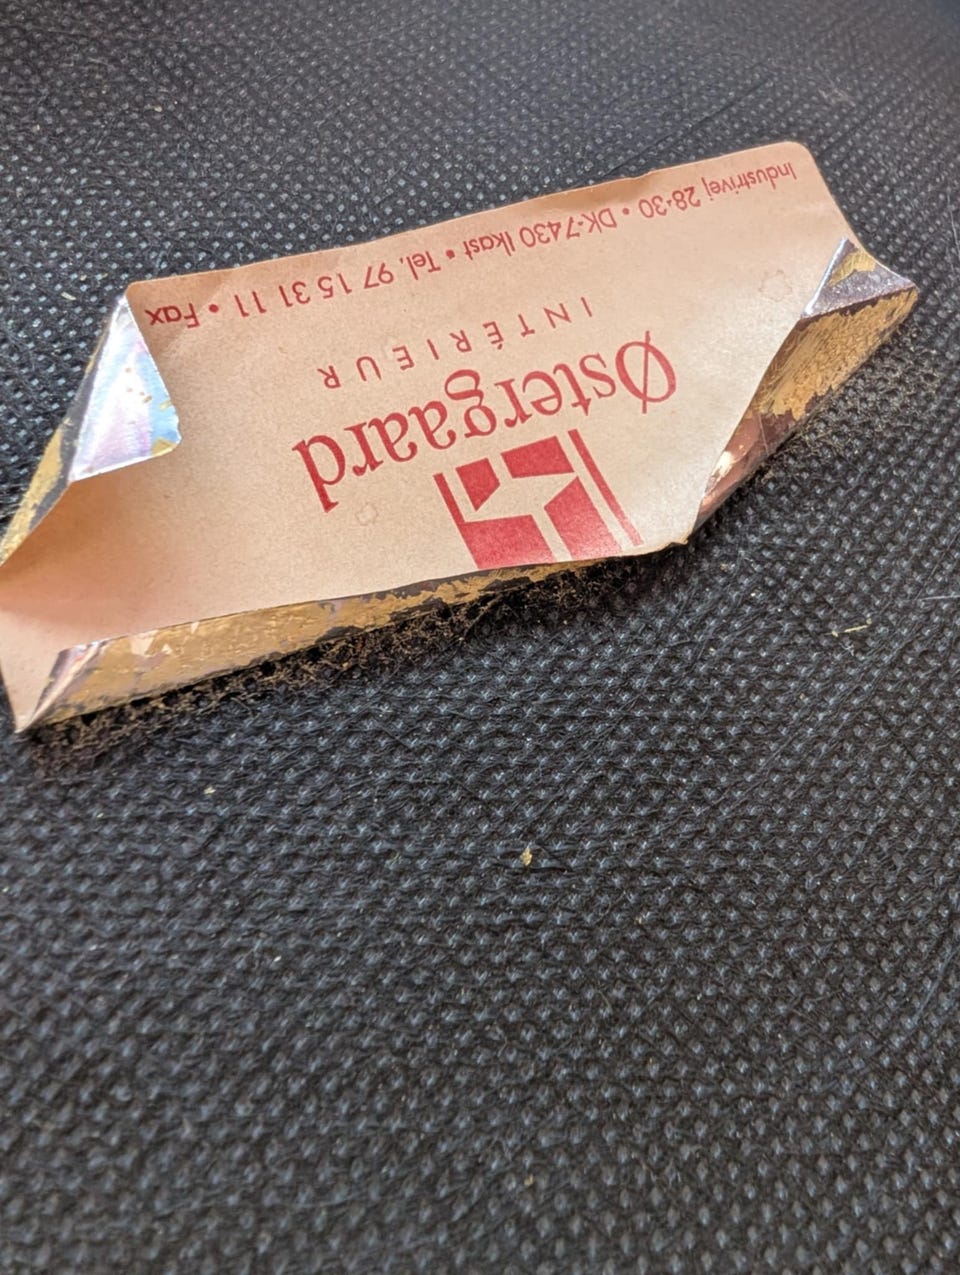 Østergaard
INTÉRIEUR
Industrivej 28-30 • DK-7430 Ikast • Tel. 97 15 31 11 • Fax